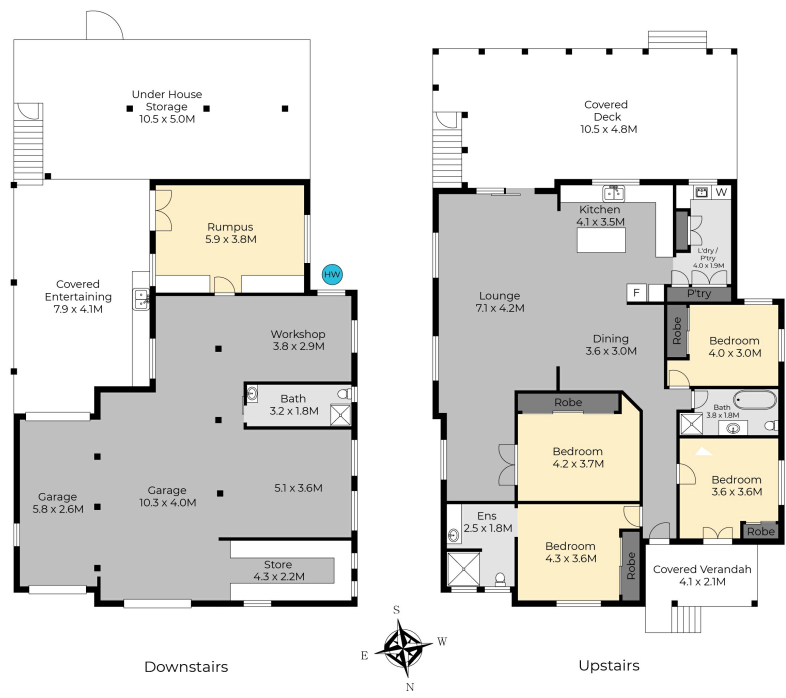 Under House
Storage
10.5 x 5.0M
Rumpus
5.9 x 3.8M
HW
Covered
Entertaining
7.9 x 4.1M
Workshop
3.8 x 2.9M
Bath
3.2 x 1.8M
Garage
5.8 x 2.6M
Garage
10.3 x 4.0M
5.1 x 3.6M
Store
4.3 x 2.2M
Downstairs
Covered
Deck
10.5 x 4.8M
Kitchen
4.1 x 3.5M
W
L'dry /
P'try
4.0 x 1.9M
F
P'try
Lounge
7.1 x 4.2M
Dining
3.6 x 3.0M
Robe
Bedroom
4.0 x 3.0M
Robe
Bath
3.8 x 1.8M
Bedroom
4.2 x 3.7M
Bedroom
3.6 x 3.6M
Robe
Ens
2.5 x 1.8M
Bedroom
4.3 x 3.6M
Robe
Covered Verandah
4.1 x 2.1M
Upstairs
S
W
E
N